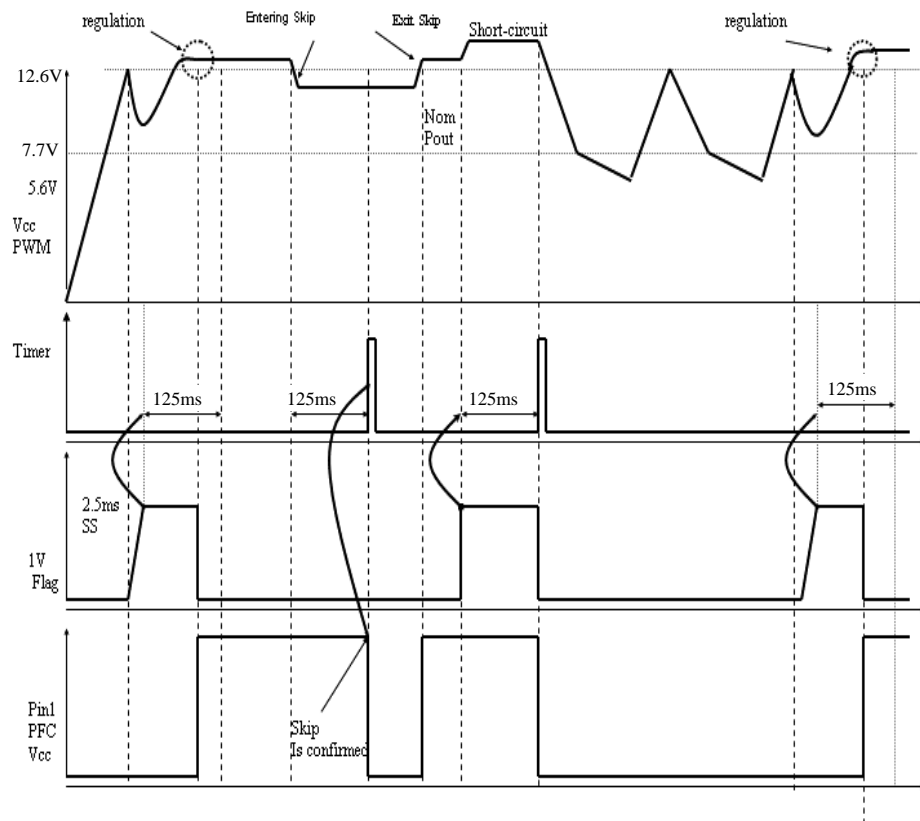 regulation
Entering Skip
Exit Skip
Short-circuit
regulation
12.6V
Nom
Pout
7.7V
5.6V
Vcc
PWM
Timer
125ms
125ms
125ms
125ms
2.5ms
SS
1V
Flag
Pin1
PFC
Vcc
Skip
Is confirmed